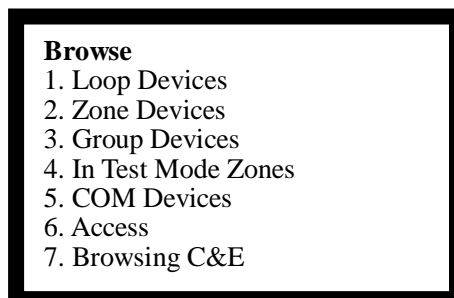 Browse
1. Loop Devices
2. Zone Devices
3. Group Devices
4. In Test Mode Zones
5. COM Devices
6. Access
7. Browsing C&E